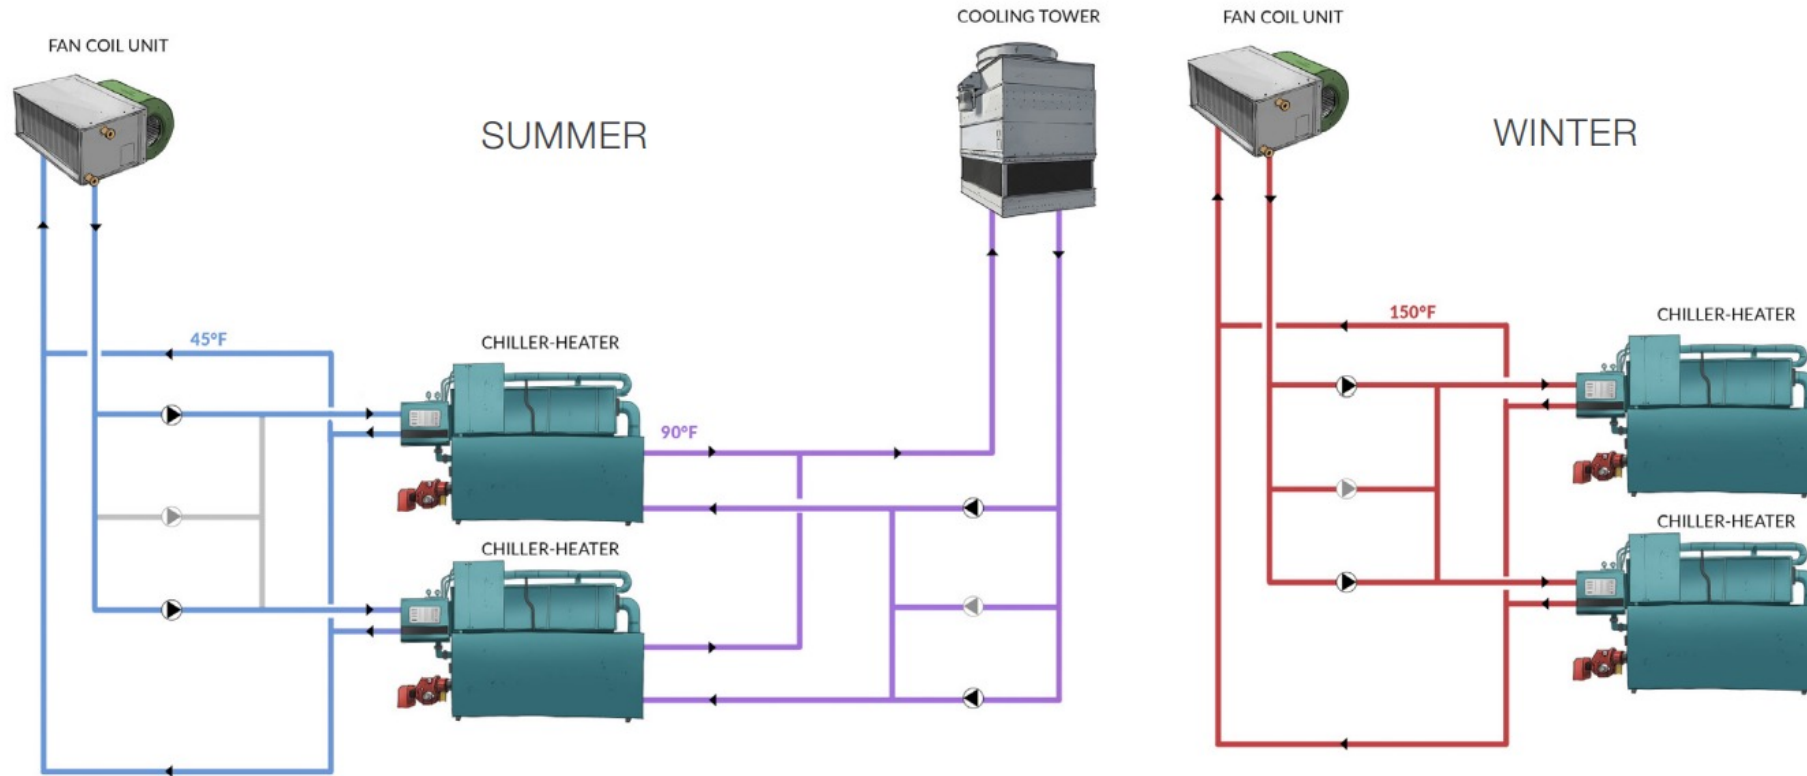 COOLING TOWER
FAN COIL UNIT
FAN COIL UNIT
SUMMER
WINTER
45°F
CHILLER-HEATER
90°F
CHILLER-HEATER
150°F
CHILLER-HEATER
CHILLER-HEATER